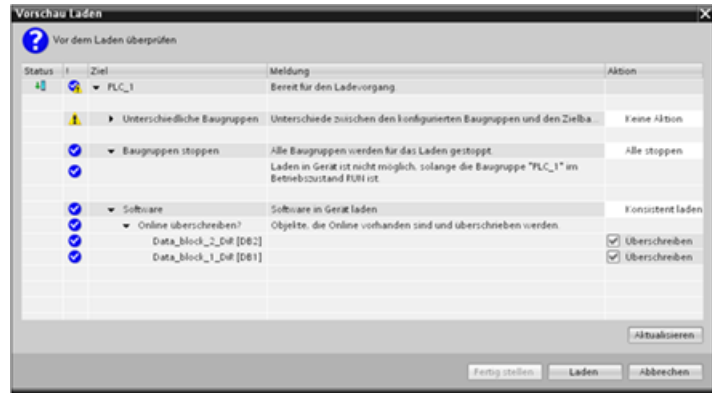 Vorschau Laden
Vor dem Laden überprüfen
Status ! Ziel Meldung Aktion
PLC_1 Bereit für den Ladevorgang.
Unterschiedliche Baugruppen Unterschiede zwischen den konfigurierten Baugruppen und den Zielba... Keine Aktion
Baugruppen stoppen Alle Baugruppen werden für das Laden gestoppt. Alle stoppen
Laden in Gerät ist nicht möglich, solange die Baugruppe "PLC_1" im
Betriebszustand RUN ist.
Software Software in Gerät laden Konsistent laden
Online überschreiben? Objekte, die Online vorhanden sind und überschrieben werden.
Data_block_2_DiR [DB2] Überschreiben
Data_block_1_DiR [DB1] Überschreiben
Aktualisieren
Fertig stellen Laden Abbrechen